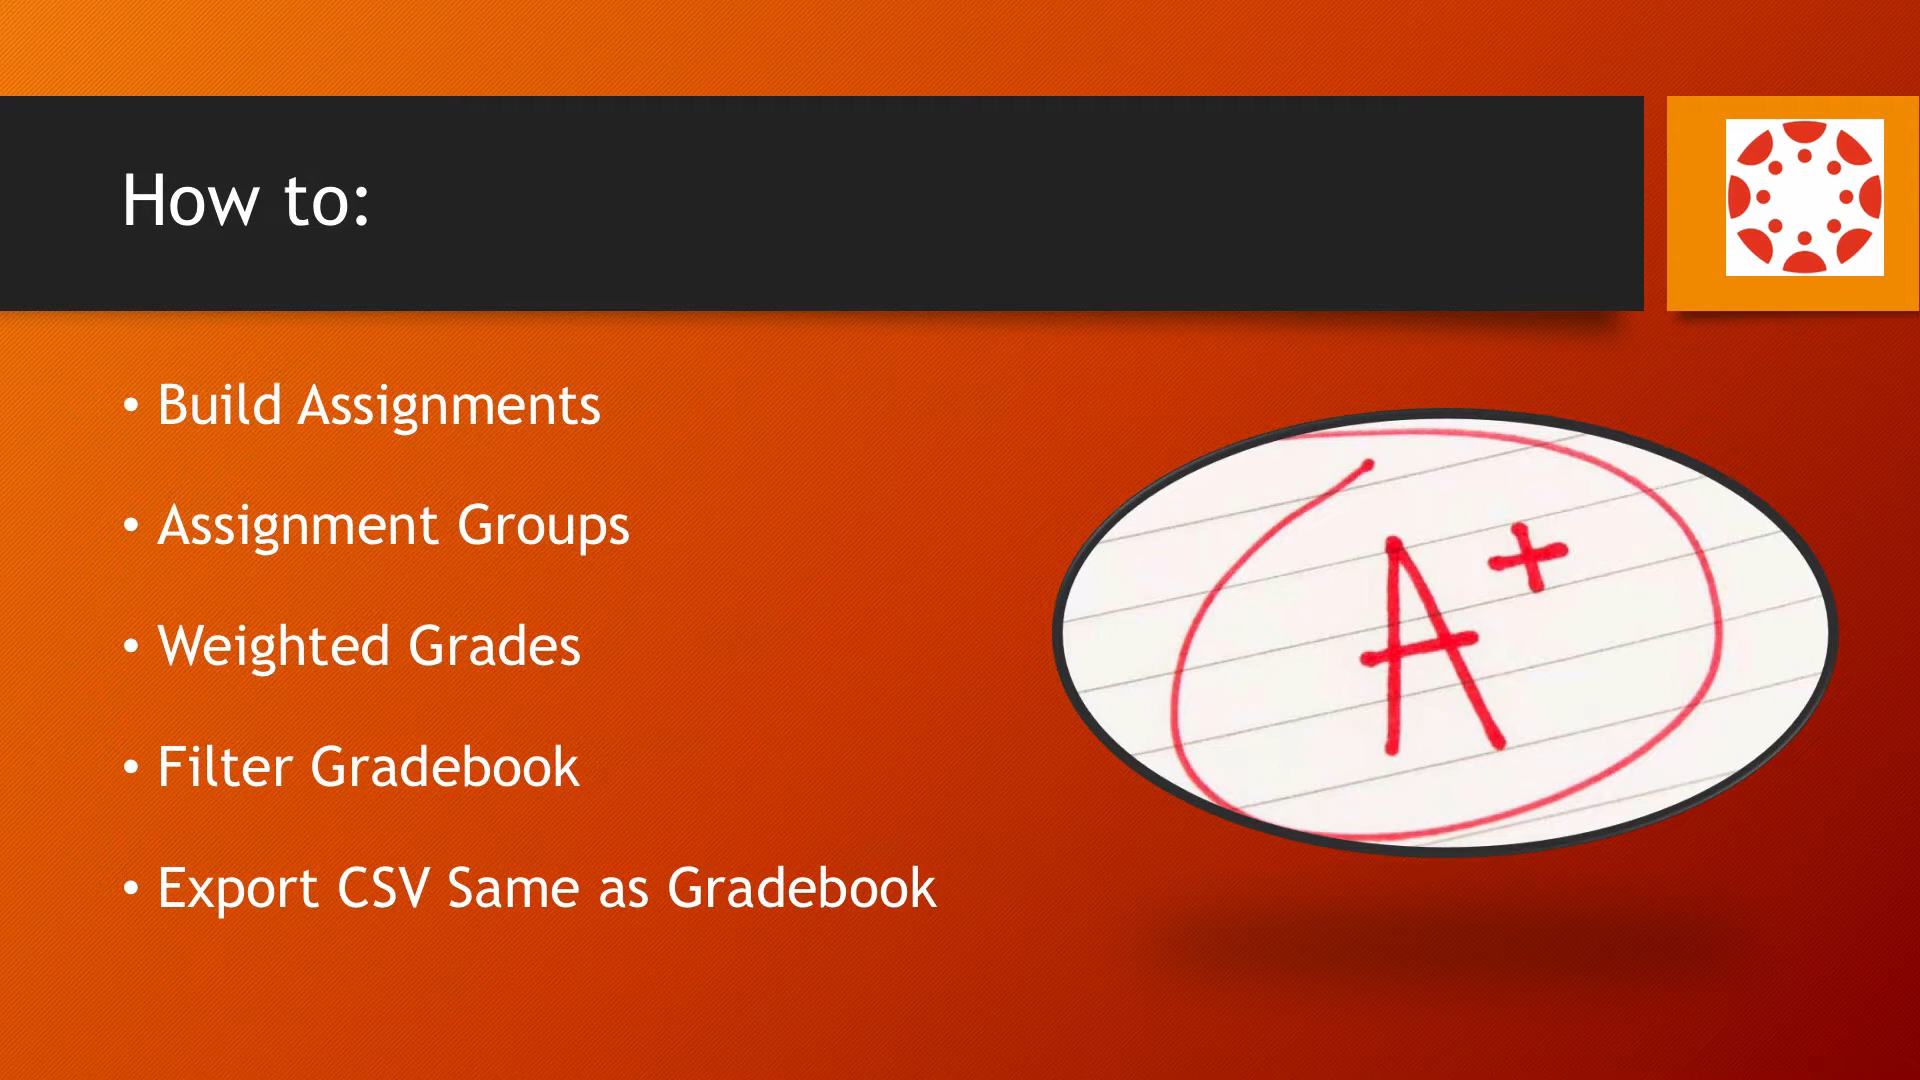 How to:
• Build Assignments
• Assignment Groups
• Weighted Grades
• Filter Gradebook
• Export CSV Same as Gradebook
A+